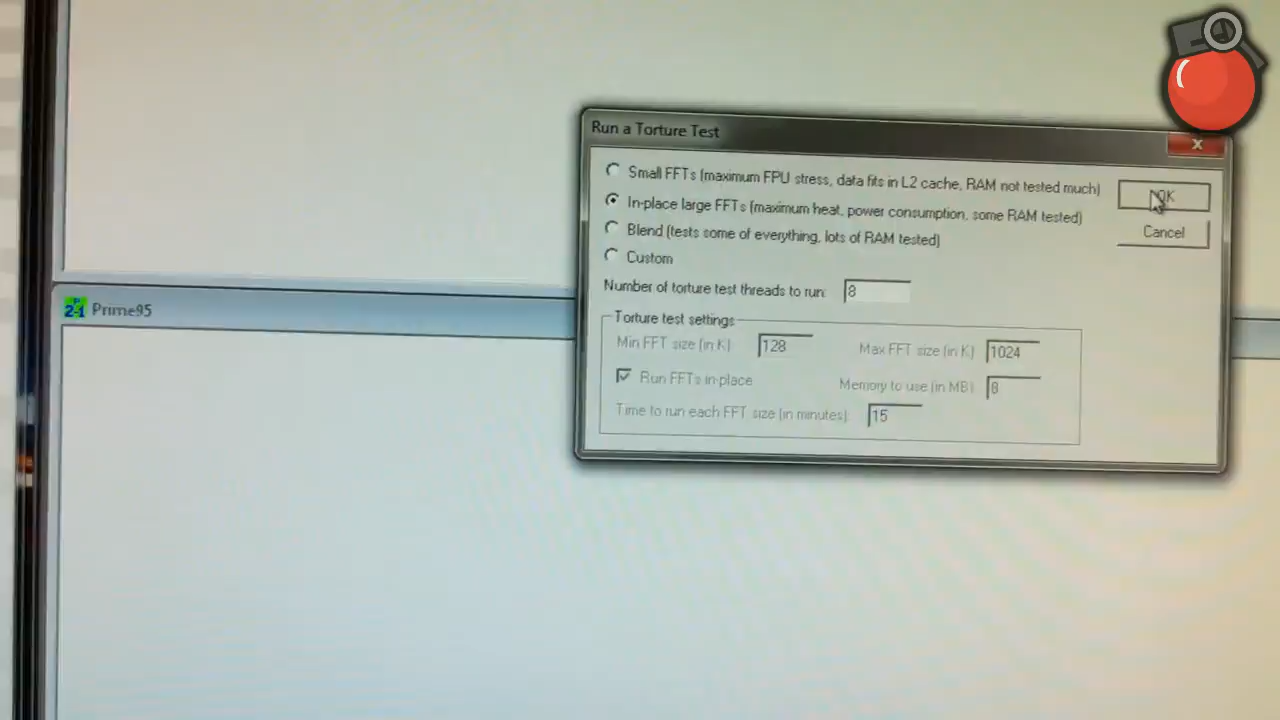 Run a Torture Test
Small FFTs (maximum FPU stress, data fits in L2 cache, RAM not tested much)
OK
In-place large FFTs (maximum heat, power consumption, some RAM tested)
Cancel
Blend (tests some of everything, lots of RAM tested)
Custom
Number of torture test threads to run: 8
Prime95
Torture test settings
Min FFT size (in K): 128
Max FFT size (in K): 1024
Run FFTs in-place
Memory to use (in MB): 8
Time to run each FFT size (in minutes): 15